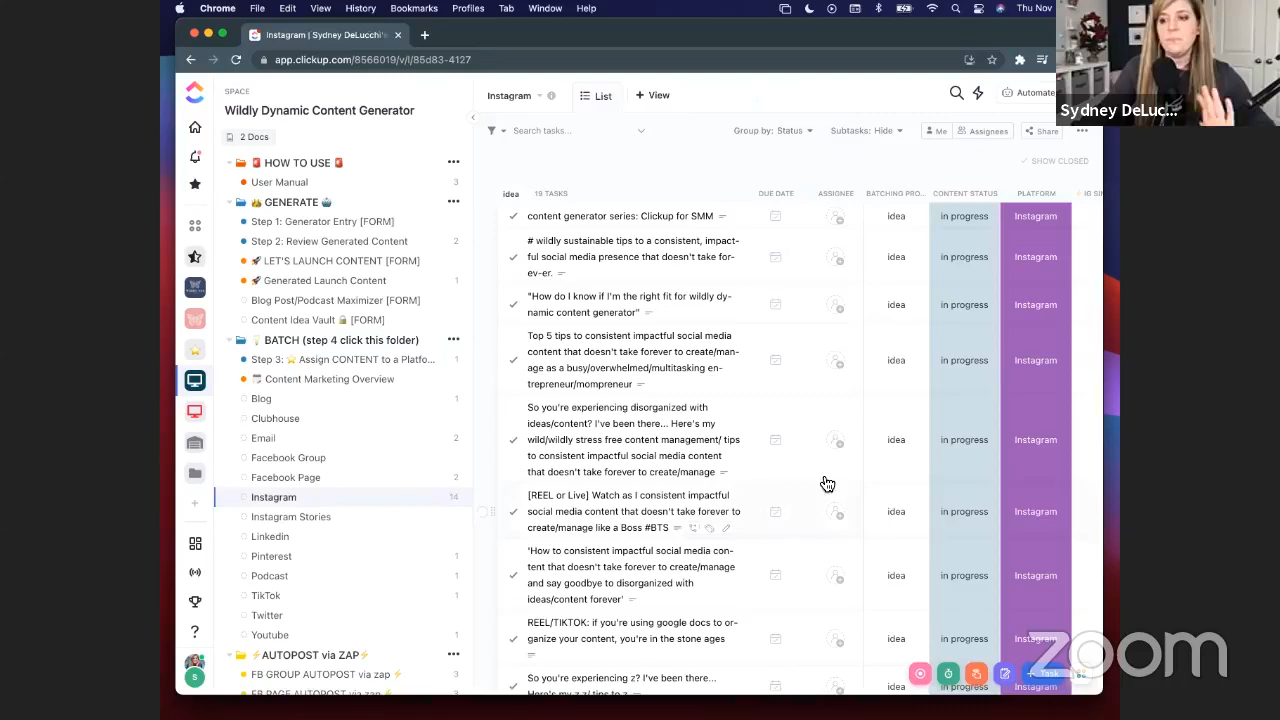 Chrome File Edit View History Bookmarks Profiles Tab Window Help Thu Nov
Instagram | Sydney DeLucchi's
app.clickup.com/8566019/v/l/85d83-4127
Sydney DeLuc...
SPACE
Wildly Dynamic Content Generator
2 Docs
HOW TO USE
User Manual 3
GENERATE
Step 1: Generator Entry [FORM]
Step 2: Review Generated Content 2
LET'S LAUNCH CONTENT [FORM]
Generated Launch Content 1
Blog Post/Podcast Maximizer [FORM]
Content Idea Vault [FORM]
BATCH (step 4 click this folder)
Step 3: Assign CONTENT to a Platfo... 1
Content Marketing Overview
Blog 1
Clubhouse
Email 2
Facebook Group
Facebook Page 2
Instagram 14
Instagram Stories
Linkedin
Pinterest 1
Podcast 1
TikTok 1
Twitter
Youtube 1
AUTOPOST via ZAP
FB GROUP AUTOPOST via zap 3
FB PAGE AUTOPOST via zap
S
Instagram List + View Automate
Search tasks... Group by: Status Subtasks: Hide Me Assignees Share
SHOW CLOSED
idea 19 TASKS DUE DATE ASSIGNEE BATCHING PRO... CONTENT STATUS PLATFORM
content generator series: Clickup for SMM idea in progress Instagram
# wildly sustainable tips to a consistent, impact-
ful social media presence that doesn't take for- idea in progress Instagram
ev-er.
"How do I know if I'm the right fit for wildly dy-
namic content generator" idea in progress Instagram
Top 5 tips to consistent impactful social media
content that doesn't take forever to create/man-
age as a busy/overwhelmed/multitasking en- idea in progress Instagram
trepreneur/mompreneur
So you're experiencing disorganized with
ideas/content? I've been there... Here's my
wild/wildly stress free content management/ tips idea in progress Instagram
to consistent impactful social media content
that doesn't take forever to create/manage
[REEL or Live] Watch as I consistent impactful
social media content that doesn't take forever to idea in progress Instagram
create/manage like a Boss #BTS
'How to consistent impactful social media con-
tent that doesn't take forever to create/manage
and say goodbye to disorganized with idea in progress Instagram
ideas/content forever'
REEL/TIKTOK: if you're using google docs to or-
ganize your content, you're in the stone ages idea in progress Instagram
So you're experiencing z? I've been there...
Here's my z z/ tips to z idea in progress Instagram
+ Task
zoom